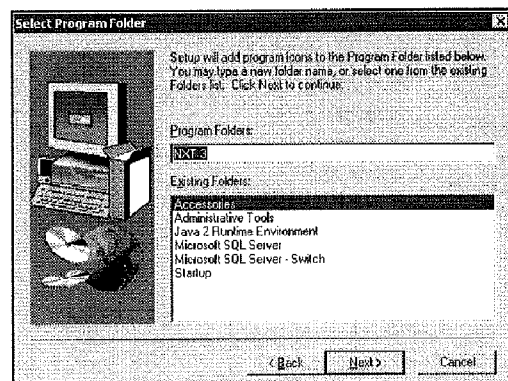 Select Program Folder
Setup will add program icons to the Program Folder listed below.
You may type a new folder name, or select one from the existing
Folders list. Click Next to continue.
Program Folders:
NXT-3
Existing Folders:
Accessories
Administrative Tools
Java 2 Runtime Environment
Microsoft SQL Server
Microsoft SQL Server - Switch
Startup
< Back
Next >
Cancel